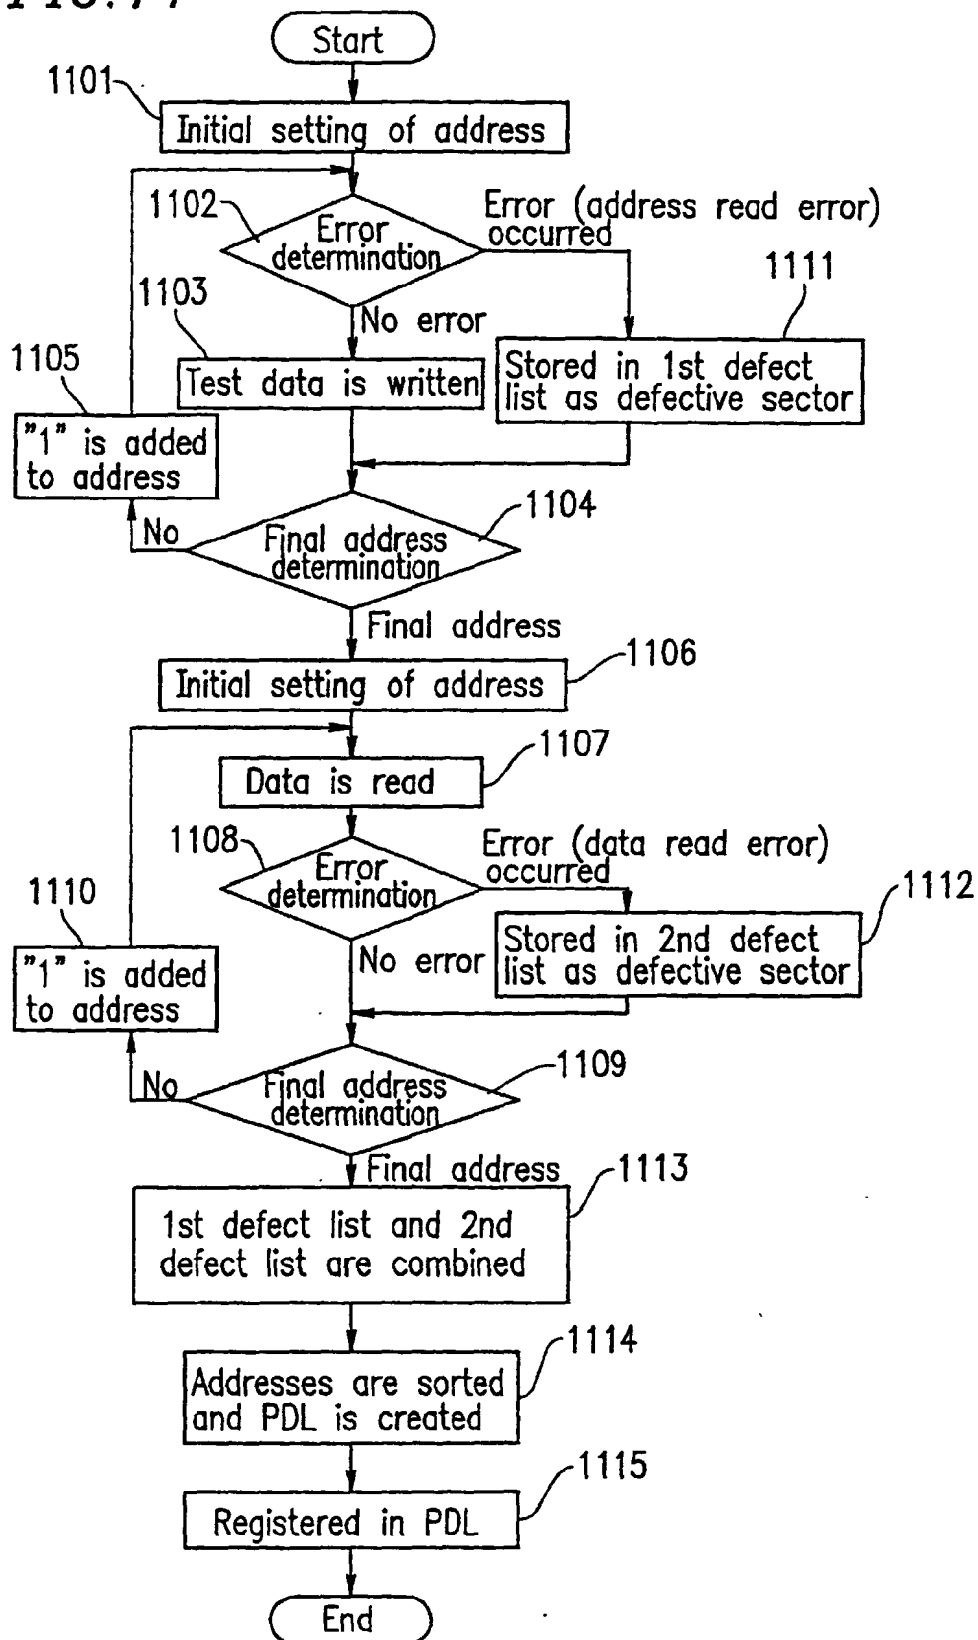 Start
1101
Initial setting of address
1102
Error
determination
Error (address read error)
occurred
1111
1103
No error
1105
Test data is written
Stored in 1st defect
list as defective sector
"1" is added
to address
1104
No
Final address
determination
Final address
1106
Initial setting of address
1107
Data is read
1108
Error
determination
Error (data read error)
occurred
1112
1110
No error
Stored in 2nd defect
list as defective sector
"1" is added
to address
1109
No
Final address
determination
Final address
1113
1st defect list and 2nd
defect list are combined
1114
Addresses are sorted
and PDL is created
1115
Registered in PDL
End